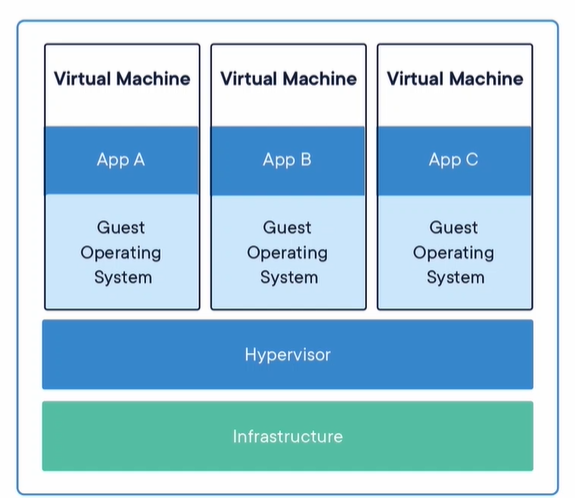 Virtual Machine
Virtual Machine
Virtual Machine
App A
App B
App C
Guest
Operating
System
Guest
Operating
System
Guest
Operating
System
Hypervisor
Infrastructure